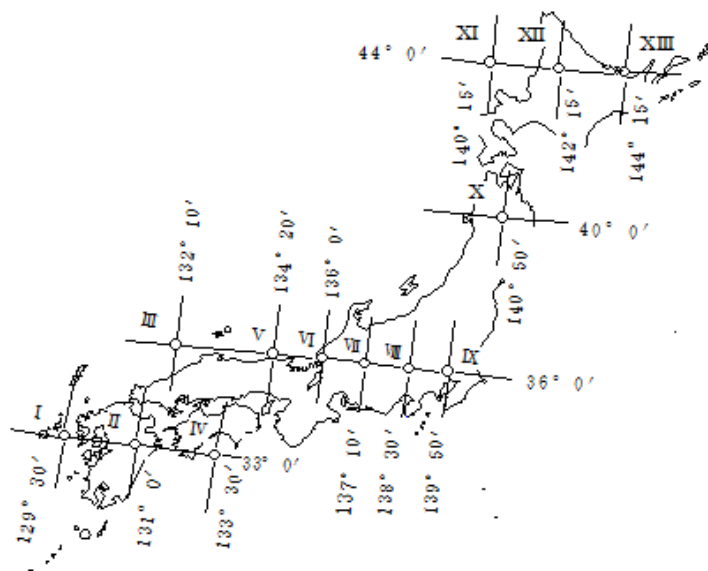 XI XII XIII
44° 0′
15′ 15′ 15′
140° 142° 144°
X
40° 0′
140° 50′
132° 10′
134° 20′
136° 0′
III V VI VII VIII IX
36° 0′
I II IV
33° 0′
129° 30′
131° 0′
133° 30′
137° 10′
138° 30′
139° 50′